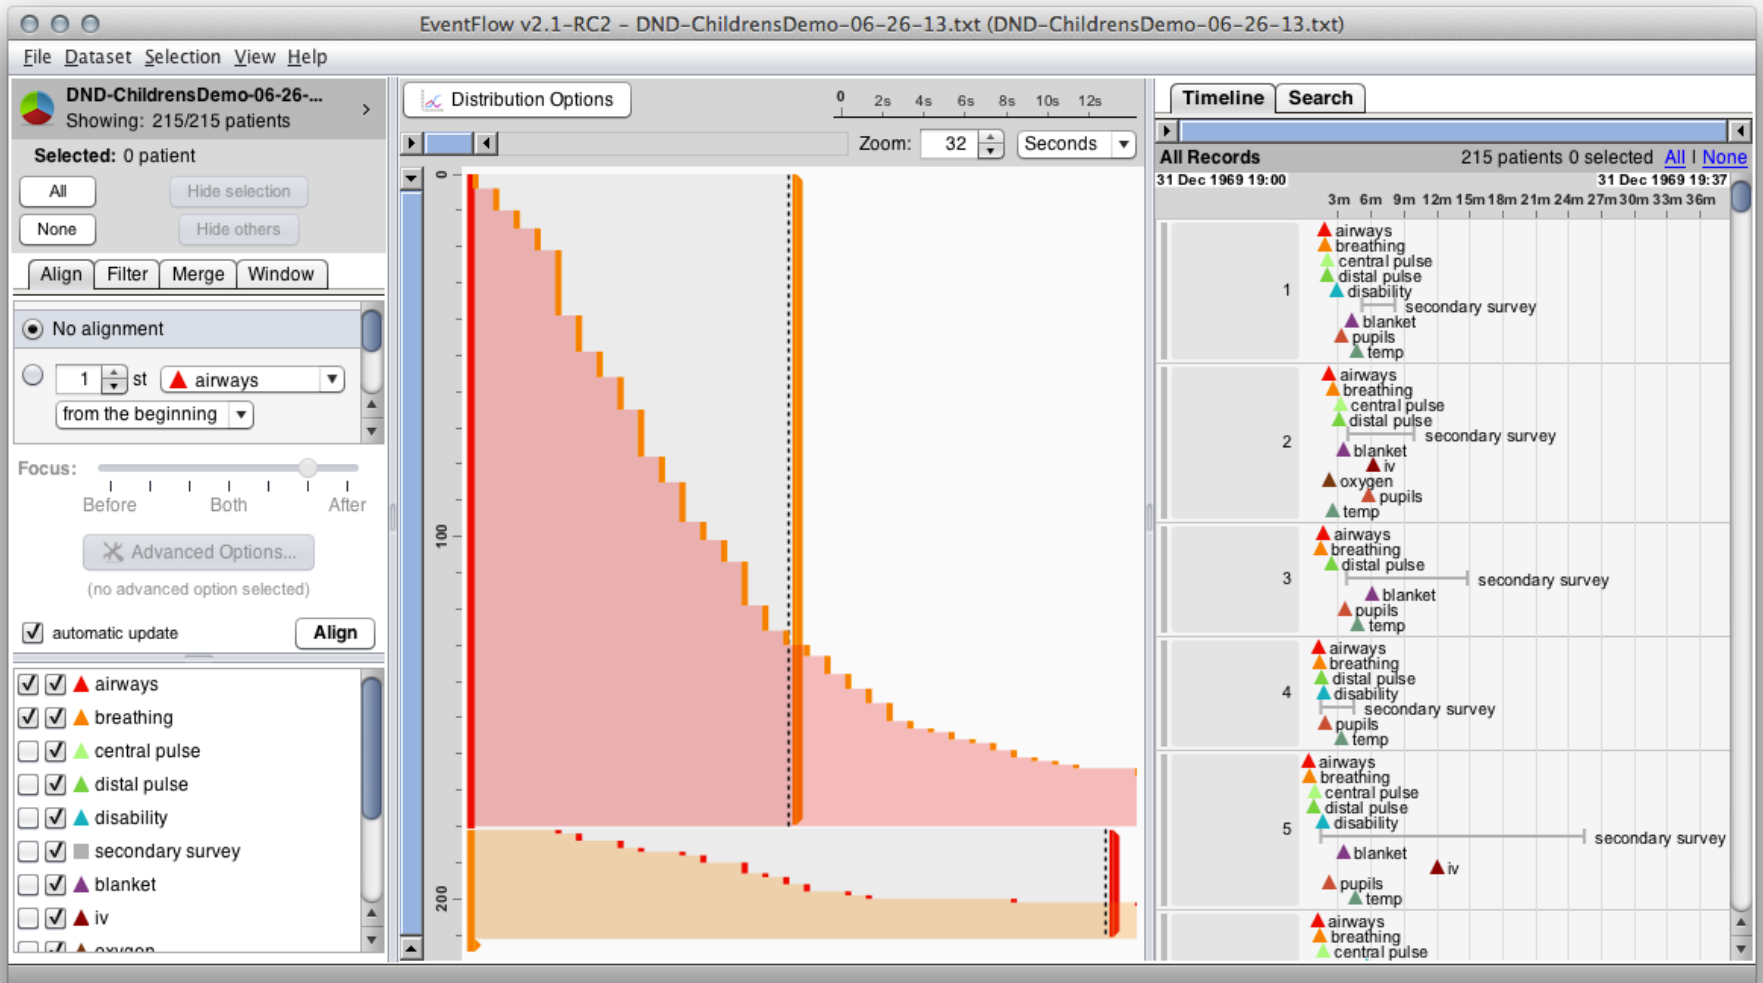 EventFlow v2.1-RC2 – DND-ChildrensDemo-06-26-13.txt (DND-ChildrensDemo-06-26-13.txt)
File Dataset Selection View Help
DND-ChildrensDemo-06-26-...
Showing: 215/215 patients
Selected: 0 patient
All
Hide selection
None
Hide others
Align Filter Merge Window
No alignment
1 st airways
from the beginning
Focus:
Before Both After
Advanced Options...
(no advanced option selected)
automatic update
Align
airways
breathing
central pulse
distal pulse
disability
secondary survey
blanket
iv
oxygen
Distribution Options
0 2s 4s 6s 8s 10s 12s
Zoom: 32 Seconds
0
100
200
Timeline Search
All Records 215 patients 0 selected All | None
31 Dec 1969 19:00 31 Dec 1969 19:37
3m 6m 9m 12m 15m 18m 21m 24m 27m 30m 33m 36m
1
airways
breathing
central pulse
distal pulse
disability
secondary survey
blanket
pupils
temp
2
airways
breathing
central pulse
distal pulse
secondary survey
blanket
iv
oxygen
pupils
temp
3
airways
breathing
distal pulse
secondary survey
blanket
pupils
temp
4
airways
breathing
distal pulse
disability
secondary survey
pupils
temp
5
airways
breathing
central pulse
distal pulse
disability
secondary survey
blanket
iv
pupils
temp
airways
breathing
central pulse